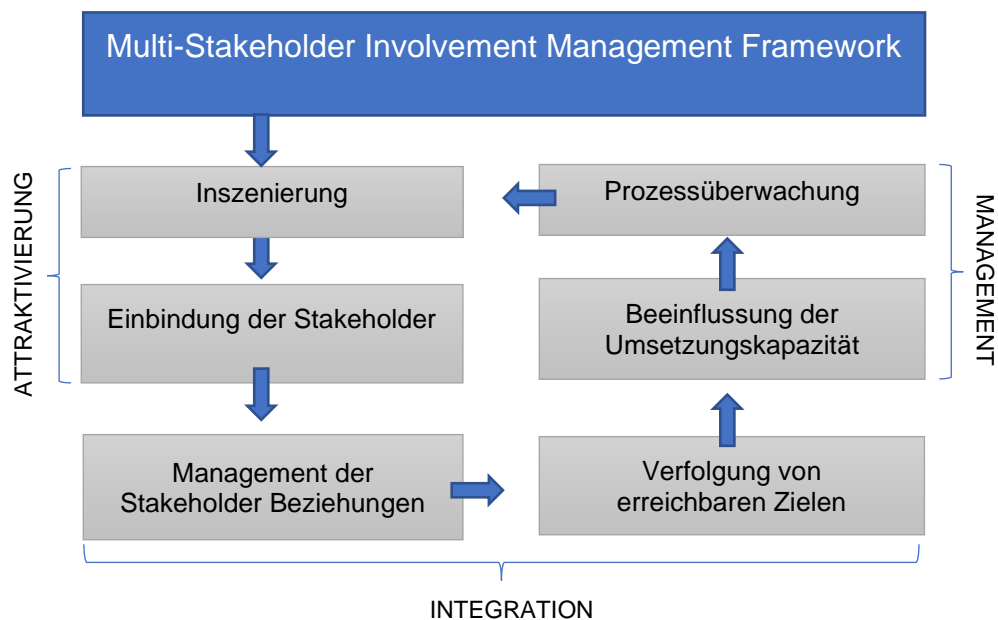 Multi-Stakeholder Involvement Management Framework
ATTRAKTIVIERUNG
Inszenierung
Einbindung der Stakeholder
Management der
Stakeholder Beziehungen
Prozessüberwachung
Beeinflussung der
Umsetzungskapazität
Verfolgung von
erreichbaren Zielen
MANAGEMENT
INTEGRATION